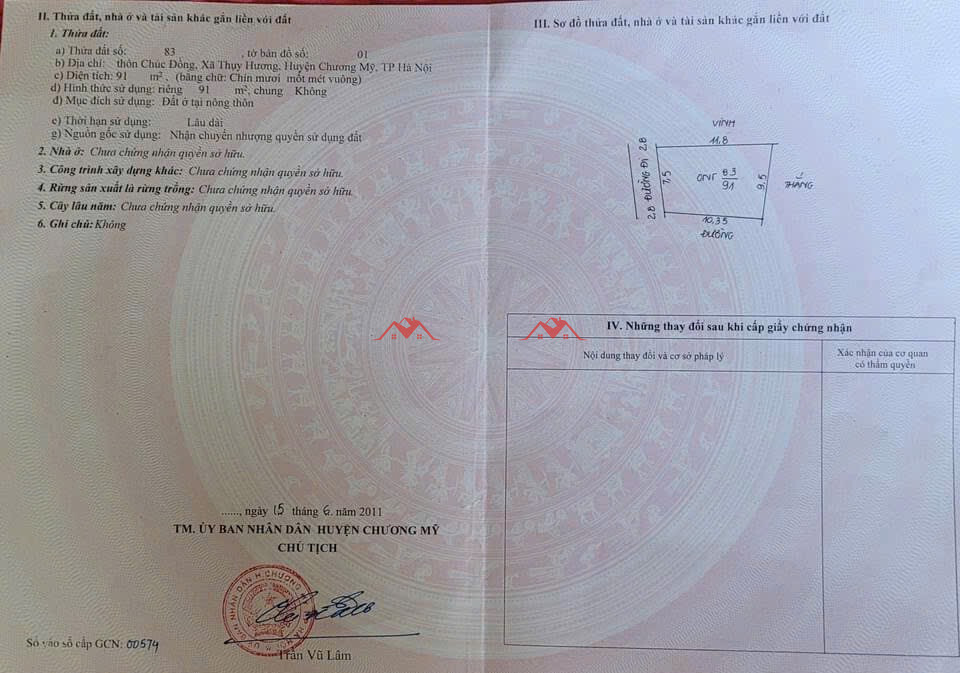 II. Thửa đất, nhà ở và tài sản khác gắn liền với đất
1. Thửa đất:
a) Thửa đất số: 83 , tờ bản đồ số: 01
b) Địa chỉ: thôn Chúc Đồng, Xã Thụy Hương, Huyện Chương Mỹ, TP Hà Nội
c) Diện tích: 91 m², (bằng chữ: Chín mươi mốt mét vuông)
d) Hình thức sử dụng: riêng 91 m², chung Không
đ) Mục đích sử dụng: Đất ở tại nông thôn
e) Thời hạn sử dụng: Lâu dài
g) Nguồn gốc sử dụng: Nhận chuyển nhượng quyền sử dụng đất
2. Nhà ở: Chưa chứng nhận quyền sở hữu.
3. Công trình xây dựng khác: Chưa chứng nhận quyền sở hữu.
4. Rừng sản xuất là rừng trồng: Chưa chứng nhận quyền sở hữu.
5. Cây lâu năm: Chưa chứng nhận quyền sở hữu.
6. Ghi chú: Không
......, ngày 15 tháng 6 năm 2011
TM. ỦY BAN NHÂN DÂN HUYỆN CHƯƠNG MỸ
CHỦ TỊCH
Trần Vũ Lâm
Số vào sổ cấp GCN: 00574
III. Sơ đồ thửa đất, nhà ở và tài sản khác gắn liền với đất
VĨNH
11,8
2.8 ĐƯỜNG ĐI 2.8
7,5
ONT 83
91
9,5
THANG
10,35
ĐƯỜNG
IV. Những thay đổi sau khi cấp giấy chứng nhận
Nội dung thay đổi và cơ sở pháp lý
Xác nhận của cơ quan
có thẩm quyền